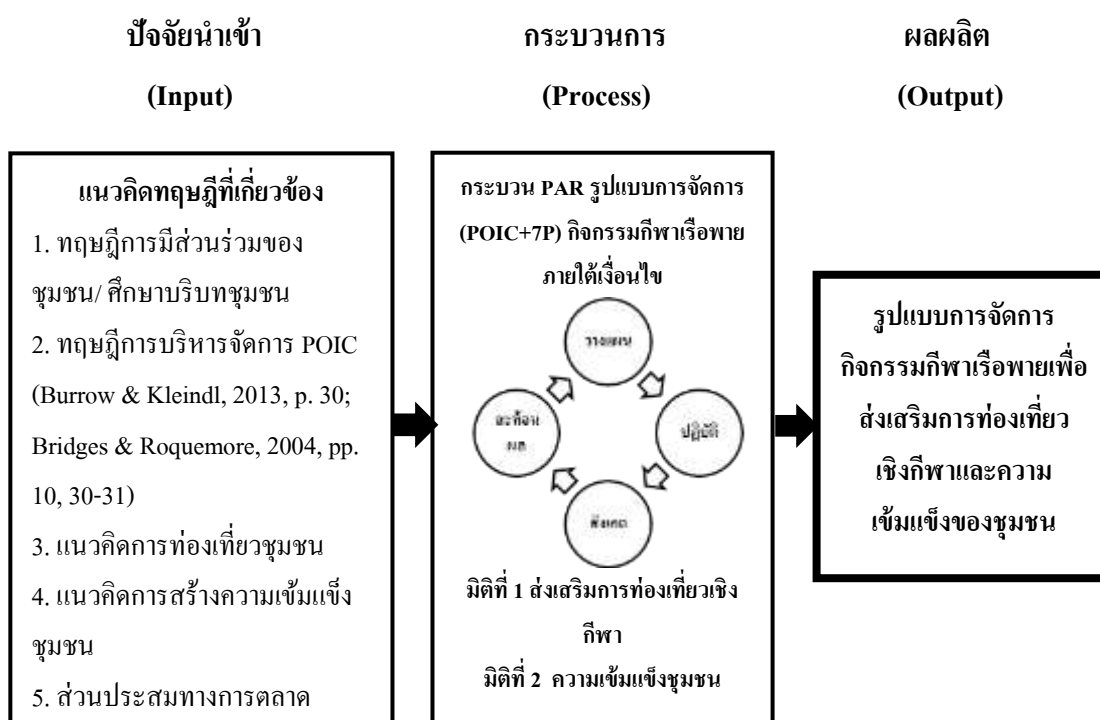 ปัจจัยนำเข้า
(Input)
กระบวนการ
(Process)
ผลผลิต
(Output)
แนวคิดทฤษฎีที่เกี่ยวข้อง
1. ทฤษฎีการมีส่วนร่วมของ
ชุมชน/ ศึกษาบริบทชุมชน
2. ทฤษฎีการบริหารจัดการ POIC
(Burrow & Kleindl, 2013, p. 30;
Bridges & Roquemore, 2004, pp.
10, 30-31)
3. แนวคิดการท่องเที่ยวชุมชน
4. แนวคิดการสร้างความเข้มแข็ง
ชุมชน
5. ส่วนประสมทางการตลาด
กระบวน PAR รูปแบบการจัดการ
(POIC+7P) กิจกรรมกีฬาเรือพาย
ภายใต้เงื่อนไข
วางแผน
ปฏิบัติ
สังเกต
สะท้อน
ผล
มิติที่ 1 ส่งเสริมการท่องเที่ยวเชิง
กีฬา
มิติที่ 2 ความเข้มแข็งชุมชน
รูปแบบการจัดการ
กิจกรรมกีฬาเรือพายเพื่อ
ส่งเสริมการท่องเที่ยว
เชิงกีฬาและความ
เข้มแข็งของชุมชน